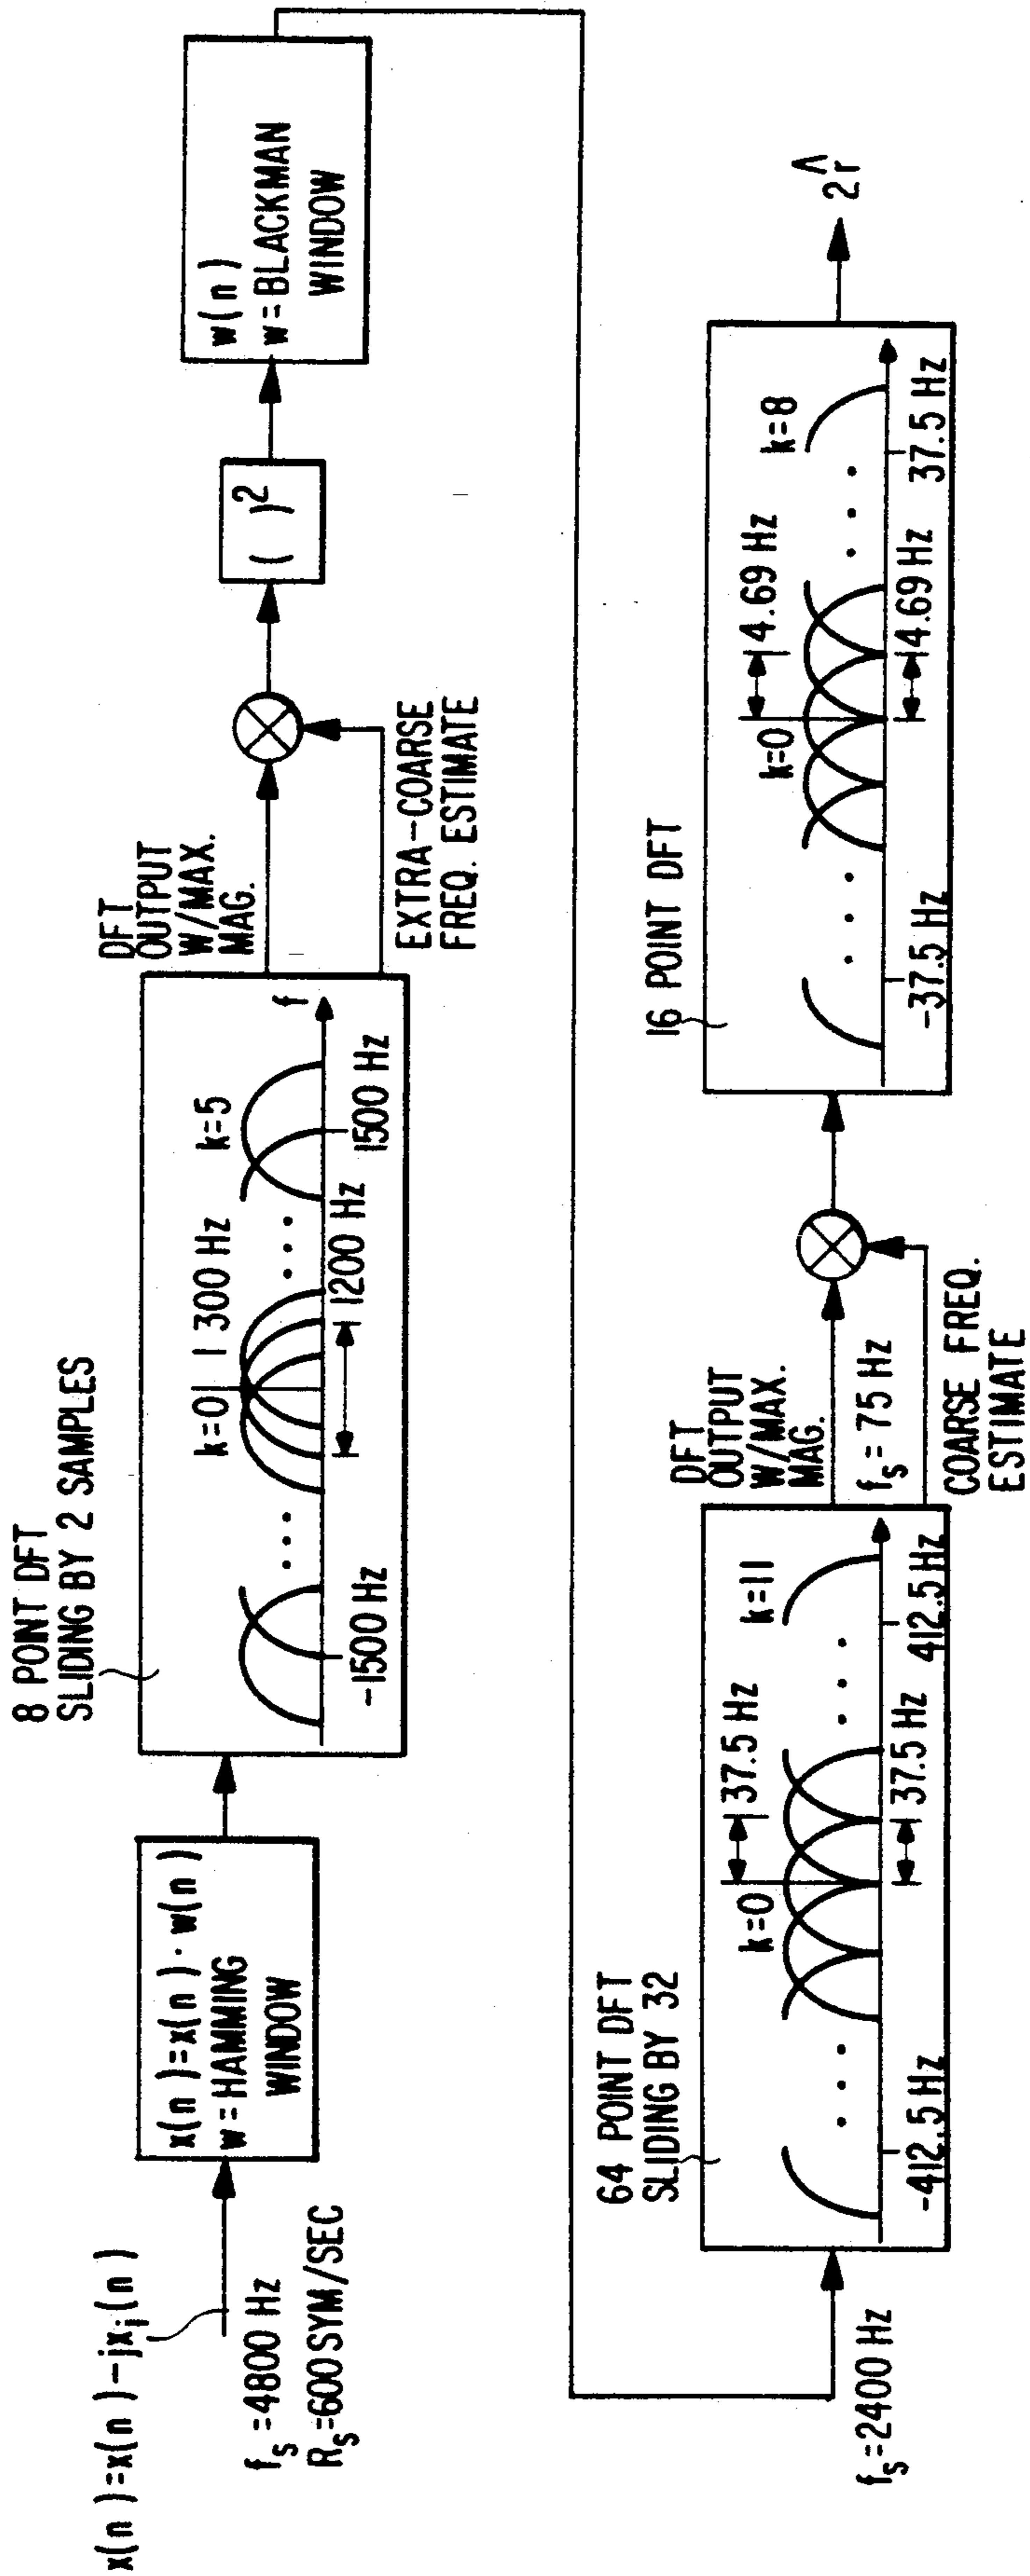 x(n)=x(n)-jx_i(n)
f_s=4800 Hz
R_s=600SYM/SEC
x(n)=x(n)·w(n)
w=HAMMING
WINDOW
8 POINT DFT
SLIDING BY 2 SAMPLES
k=0 300 Hz
k=5
f
-1500 Hz
1200 Hz
1500 Hz
DFT
OUTPUT
W/MAX.
MAG.
EXTRA-COARSE
FREQ. ESTIMATE
( )^2
w(n)
w=BLACKMAN
WINDOW
f_s=2400 Hz
64 POINT DFT
SLIDING BY 32
k=0
37.5 Hz
k=11
-412.5 Hz
37.5 Hz
412.5 Hz
DFT
OUTPUT
W/MAX.
MAG.
f_s=75 Hz
COARSE FREQ.
ESTIMATE
16 POINT DFT
k=0
4.69 Hz
k=8
-37.5 Hz
4.69 Hz
37.5 Hz
2r̂